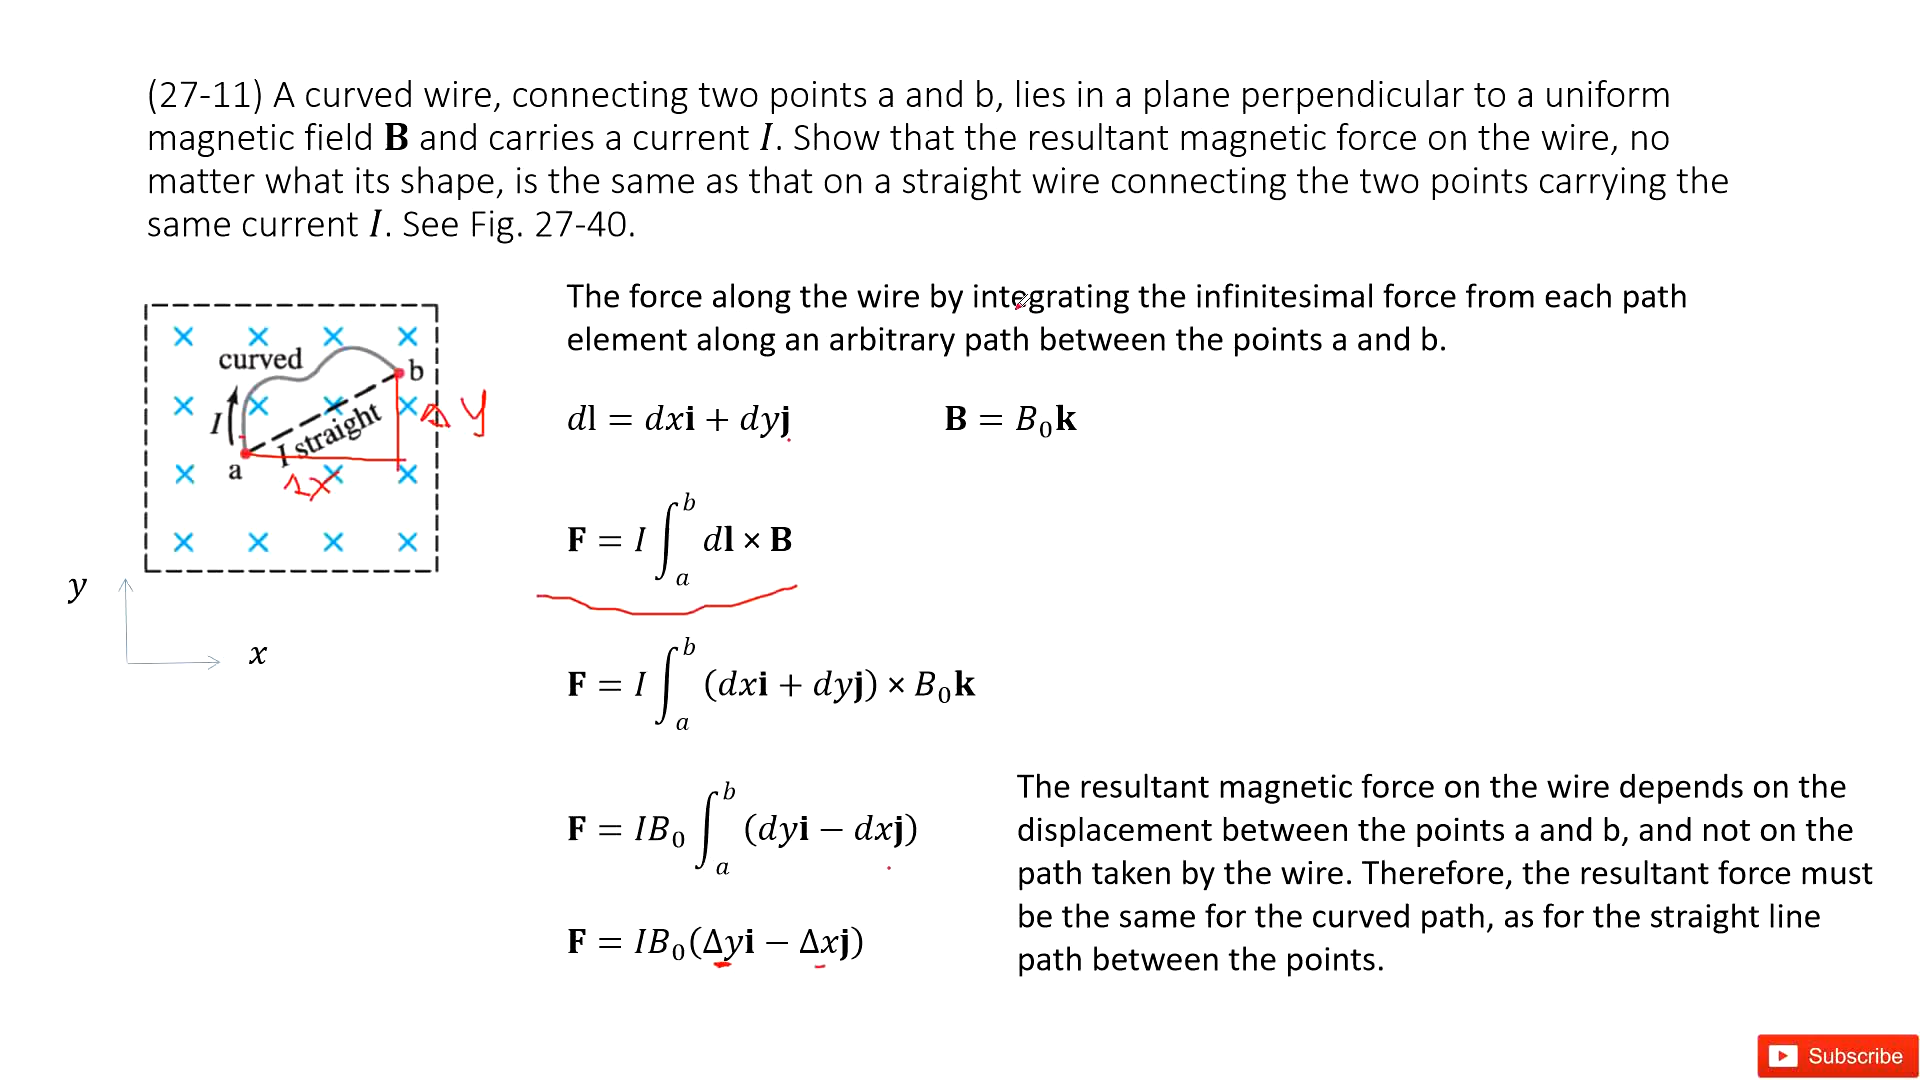 (27-11) A curved wire, connecting two points a and b, lies in a plane perpendicular to a uniform
magnetic field B and carries a current I. Show that the resultant magnetic force on the wire, no
matter what its shape, is the same as that on a straight wire connecting the two points carrying the
same current I. See Fig. 27-40.
The force along the wire by integrating the infinitesimal force from each path
element along an arbitrary path between the points a and b.
curved
b
I
I straight
a
Δy
Δx
y
x
dl = dxi + dyj
B = B₀k
F = I ∫ₐᵇ dl × B
F = I ∫ₐᵇ (dxi + dyj) × B₀k
F = IB₀ ∫ₐᵇ (dyi − dxj)
F = IB₀(Δyi − Δxj)
The resultant magnetic force on the wire depends on the
displacement between the points a and b, and not on the
path taken by the wire. Therefore, the resultant force must
be the same for the curved path, as for the straight line
path between the points.
Subscribe